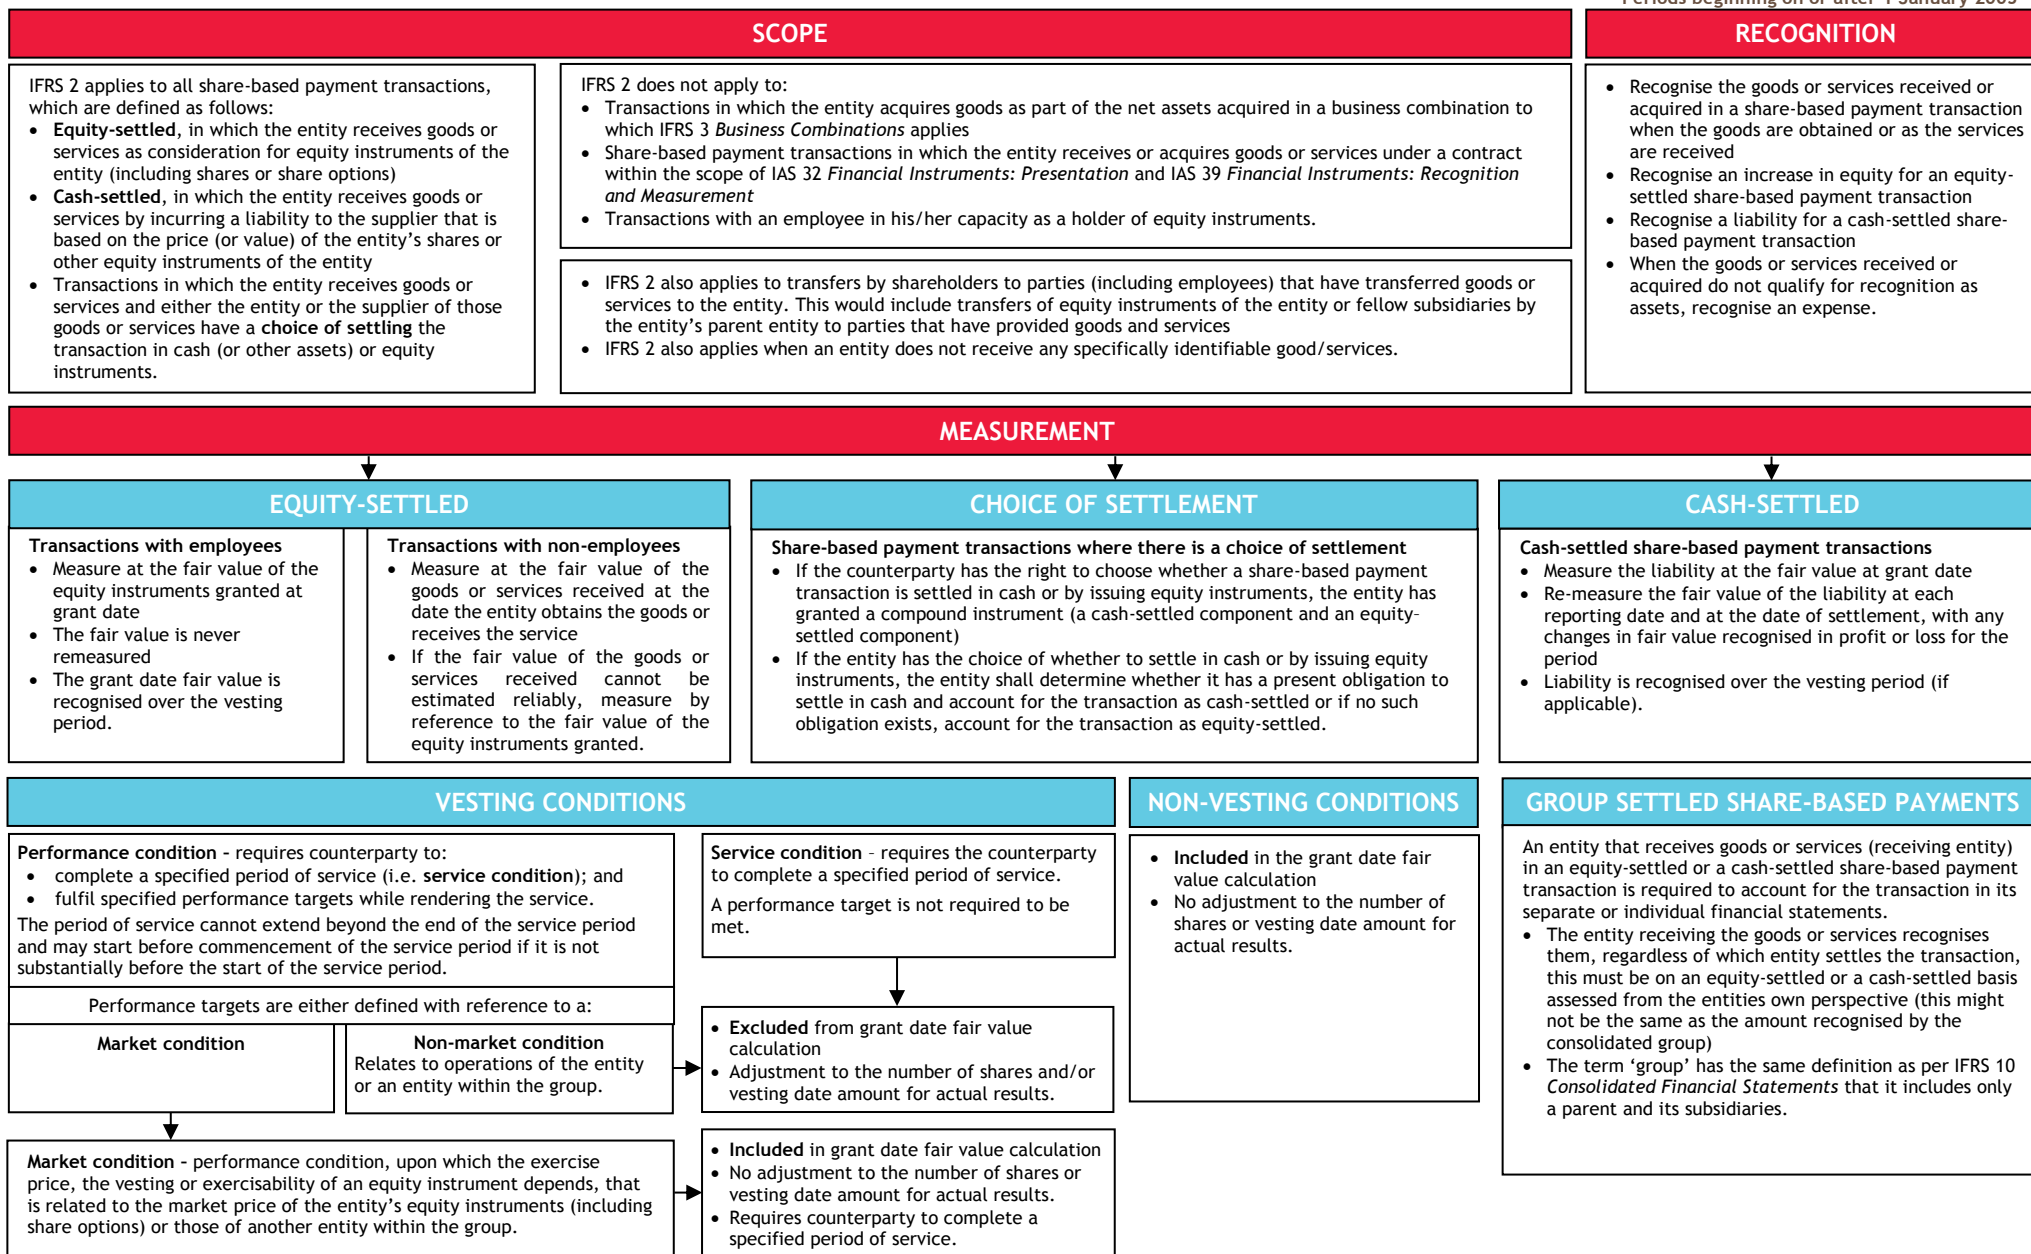 Periods beginning on or after 1 January 2005
SCOPE
IFRS 2 applies to all share-based payment transactions,
which are defined as follows:
• Equity-settled, in which the entity receives goods or
services as consideration for equity instruments of the
entity (including shares or share options)
• Cash-settled, in which the entity receives goods or
services by incurring a liability to the supplier that is
based on the price (or value) of the entity’s shares or
other equity instruments of the entity
• Transactions in which the entity receives goods or
services and either the entity or the supplier of those
goods or services have a choice of settling the
transaction in cash (or other assets) or equity
instruments.
IFRS 2 does not apply to:
• Transactions in which the entity acquires goods as part of the net assets acquired in a business combination to
which IFRS 3 Business Combinations applies
• Share-based payment transactions in which the entity receives or acquires goods or services under a contract
within the scope of IAS 32 Financial Instruments: Presentation and IAS 39 Financial Instruments: Recognition
and Measurement
• Transactions with an employee in his/her capacity as a holder of equity instruments.
• IFRS 2 also applies to transfers by shareholders to parties (including employees) that have transferred goods or
services to the entity. This would include transfers of equity instruments of the entity or fellow subsidiaries by
the entity’s parent entity to parties that have provided goods and services
• IFRS 2 also applies when an entity does not receive any specifically identifiable good/services.
RECOGNITION
• Recognise the goods or services received or
acquired in a share-based payment transaction
when the goods are obtained or as the services
are received
• Recognise an increase in equity for an equity-
settled share-based payment transaction
• Recognise a liability for a cash-settled share-
based payment transaction
• When the goods or services received or
acquired do not qualify for recognition as
assets, recognise an expense.
MEASUREMENT
EQUITY-SETTLED
Transactions with employees
• Measure at the fair value of the
equity instruments granted at
grant date
• The fair value is never
remeasured
• The grant date fair value is
recognised over the vesting
period.
Transactions with non-employees
• Measure at the fair value of the
goods or services received at the
date the entity obtains the goods or
receives the service
• If the fair value of the goods or
services received cannot be
estimated reliably, measure by
reference to the fair value of the
equity instruments granted.
CHOICE OF SETTLEMENT
Share-based payment transactions where there is a choice of settlement
• If the counterparty has the right to choose whether a share-based payment
transaction is settled in cash or by issuing equity instruments, the entity has
granted a compound instrument (a cash-settled component and an equity-
settled component)
• If the entity has the choice of whether to settle in cash or by issuing equity
instruments, the entity shall determine whether it has a present obligation to
settle in cash and account for the transaction as cash-settled or if no such
obligation exists, account for the transaction as equity-settled.
CASH-SETTLED
Cash-settled share-based payment transactions
• Measure the liability at the fair value at grant date
• Re-measure the fair value of the liability at each
reporting date and at the date of settlement, with any
changes in fair value recognised in profit or loss for the
period
• Liability is recognised over the vesting period (if
applicable).
VESTING CONDITIONS
Performance condition – requires counterparty to:
• complete a specified period of service (i.e. service condition); and
• fulfil specified performance targets while rendering the service.
The period of service cannot extend beyond the end of the service period
and may start before commencement of the service period if it is not
substantially before the start of the service period.
Performance targets are either defined with reference to a:
Market condition
Non-market condition
Relates to operations of the entity
or an entity within the group.
Market condition – performance condition, upon which the exercise
price, the vesting or exercisability of an equity instrument depends, that
is related to the market price of the entity’s equity instruments (including
share options) or those of another entity within the group.
Service condition – requires the counterparty
to complete a specified period of service.
A performance target is not required to be
met.
• Excluded from grant date fair value
calculation
• Adjustment to the number of shares and/or
vesting date amount for actual results.
• Included in grant date fair value calculation
• No adjustment to the number of shares or
vesting date amount for actual results.
• Requires counterparty to complete a
specified period of service.
NON-VESTING CONDITIONS
• Included in the grant date fair
value calculation
• No adjustment to the number of
shares or vesting date amount for
actual results.
GROUP SETTLED SHARE-BASED PAYMENTS
An entity that receives goods or services (receiving entity)
in an equity-settled or a cash-settled share-based payment
transaction is required to account for the transaction in its
separate or individual financial statements.
• The entity receiving the goods or services recognises
them, regardless of which entity settles the transaction,
this must be on an equity-settled or a cash-settled basis
assessed from the entities own perspective (this might
not be the same as the amount recognised by the
consolidated group)
• The term ‘group’ has the same definition as per IFRS 10
Consolidated Financial Statements that it includes only
a parent and its subsidiaries.